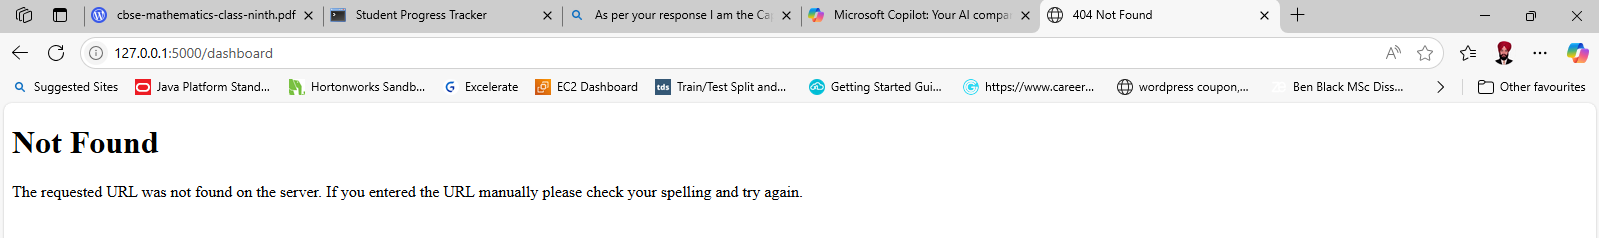 cbse-mathematics-class-ninth.pdf
Student Progress Tracker
As per your response I am the Ca
Microsoft Copilot: Your AI compa
404 Not Found
127.0.0.1:5000/dashboard
Suggested Sites
Java Platform Stand...
Hortonworks Sandb...
Excelerate
EC2 Dashboard
tds Train/Test Split and...
Getting Started Gui...
https://www.career...
wordpress coupon,...
Ben Black MSc Diss...
Other favourites
Not Found
The requested URL was not found on the server. If you entered the URL manually please check your spelling and try again.